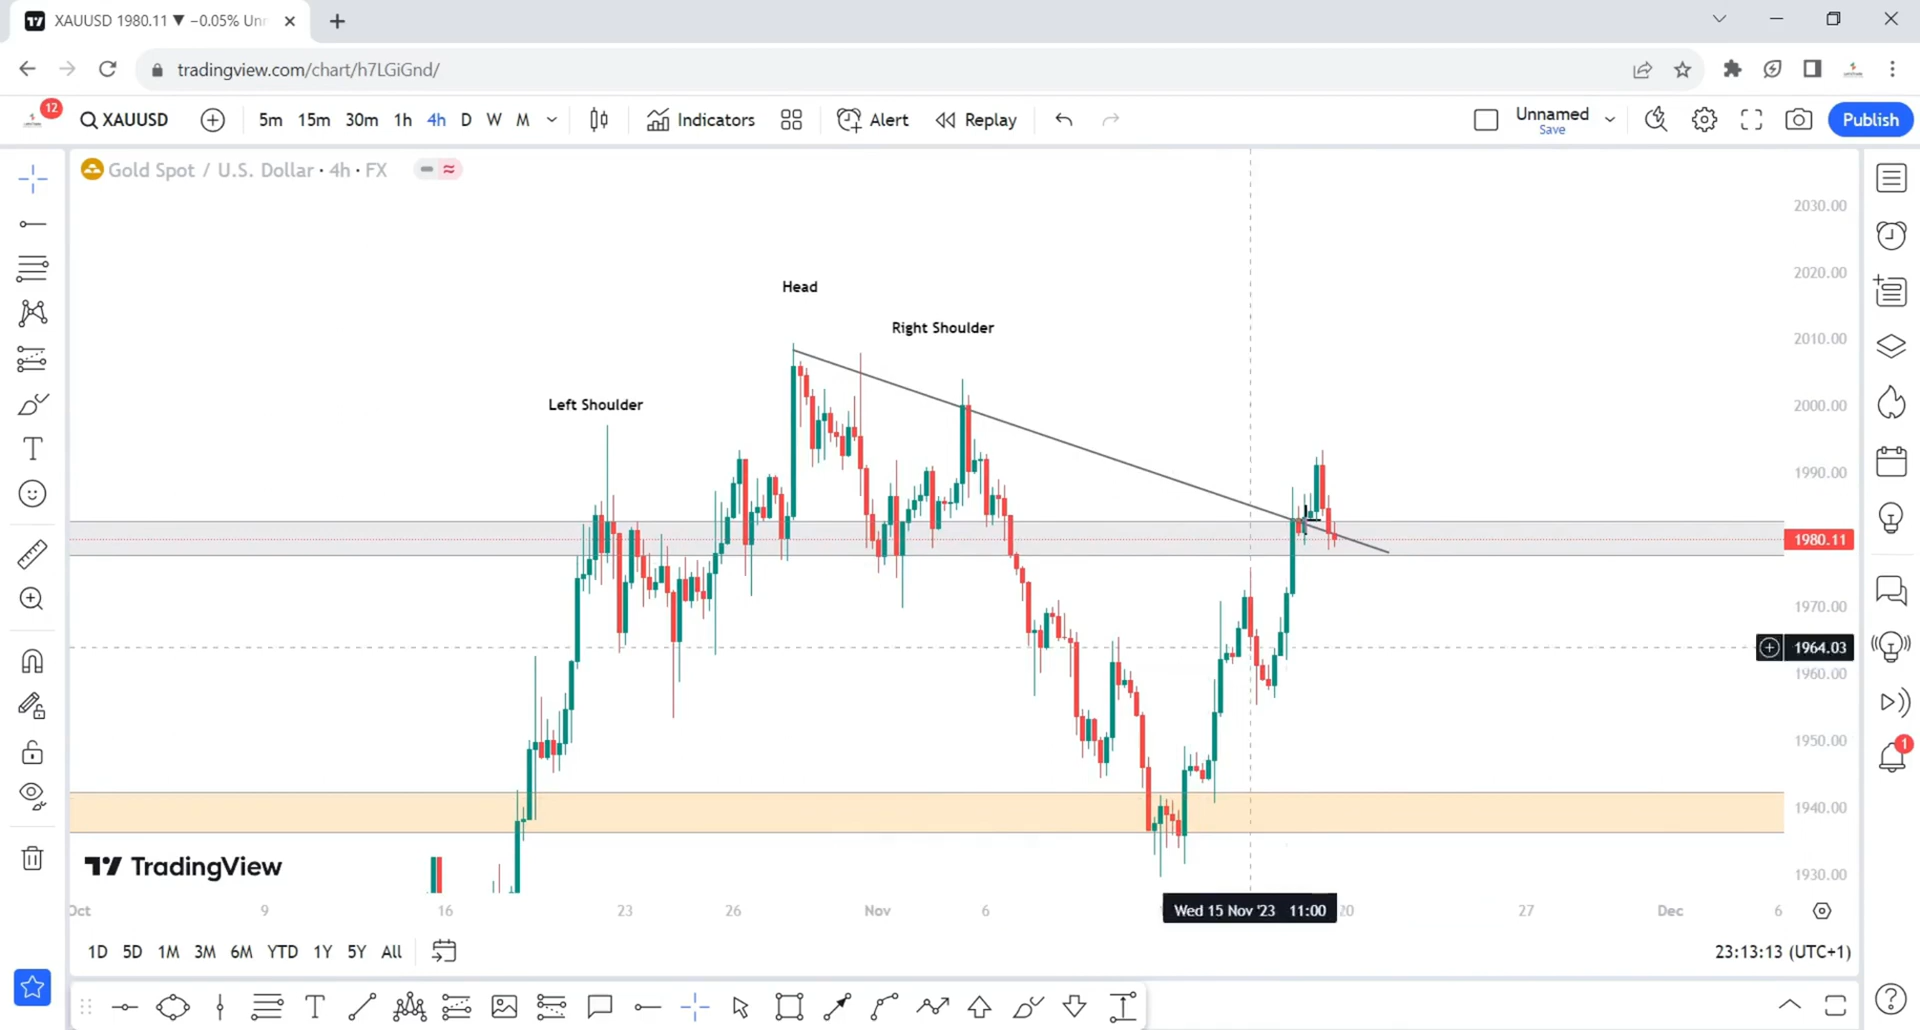 XAUUSD 1980.11 ▼ −0.05% Unn
tradingview.com/chart/h7LGiGnd/
12
XAUUSD
5m 15m 30m 1h 4h D W M
Indicators
Alert
Replay
Unnamed
Save
Publish
Gold Spot / U.S. Dollar · 4h · FX
2030.00
2020.00
Head
Right Shoulder
2010.00
Left Shoulder
2000.00
1990.00
1980.11
1970.00
1964.03
1960.00
1950.00
1
1940.00
TradingView
1930.00
Oct 9 16 23 26 Nov 6 Wed 15 Nov '23 11:00 20 27 Dec 6
1D 5D 1M 3M 6M YTD 1Y 5Y All
23:13:13 (UTC+1)